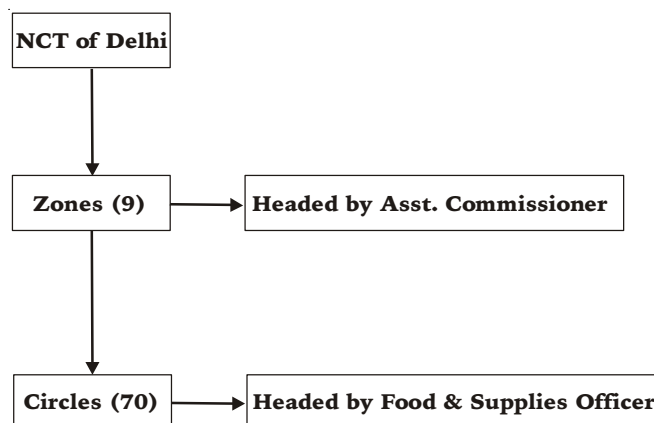 NCT of Delhi
Zones (9)
Headed by Asst. Commissioner
Circles (70)
Headed by Food & Supplies Officer